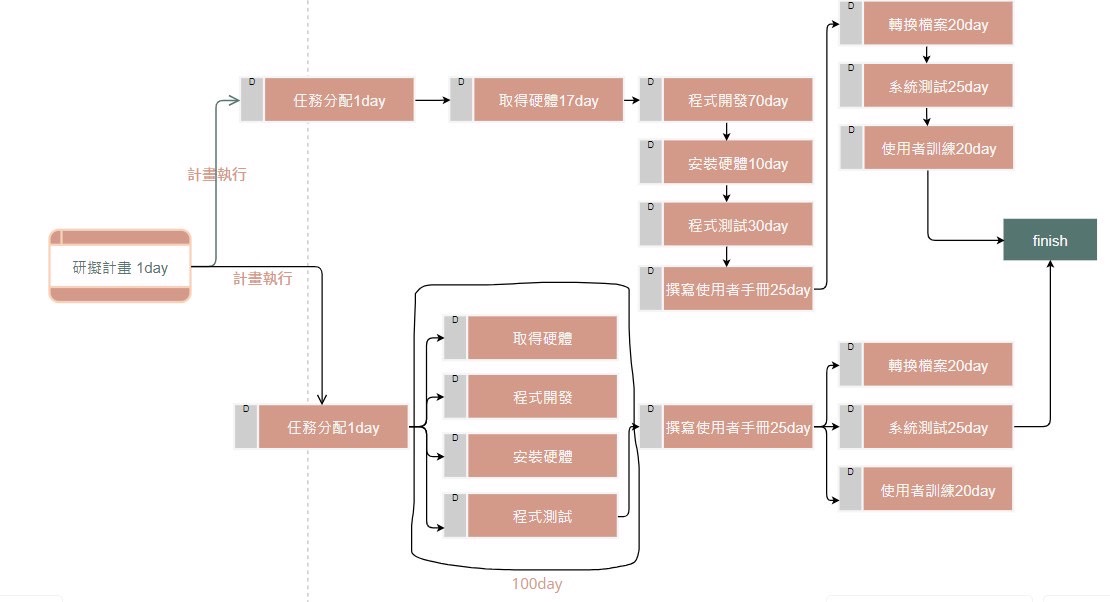 D
轉換檔案20day
D
系統測試25day
D
任務分配1day
D
取得硬體17day
D
程式開發70day
D
使用者訓練20day
D
安裝硬體10day
計畫執行
D
程式測試30day
finish
研擬計畫 1day
計畫執行
D
撰寫使用者手冊25day
D
取得硬體
D
轉換檔案20day
D
程式開發
D
任務分配1day
D
撰寫使用者手冊25day
D
系統測試25day
D
安裝硬體
D
使用者訓練20day
D
程式測試
100day